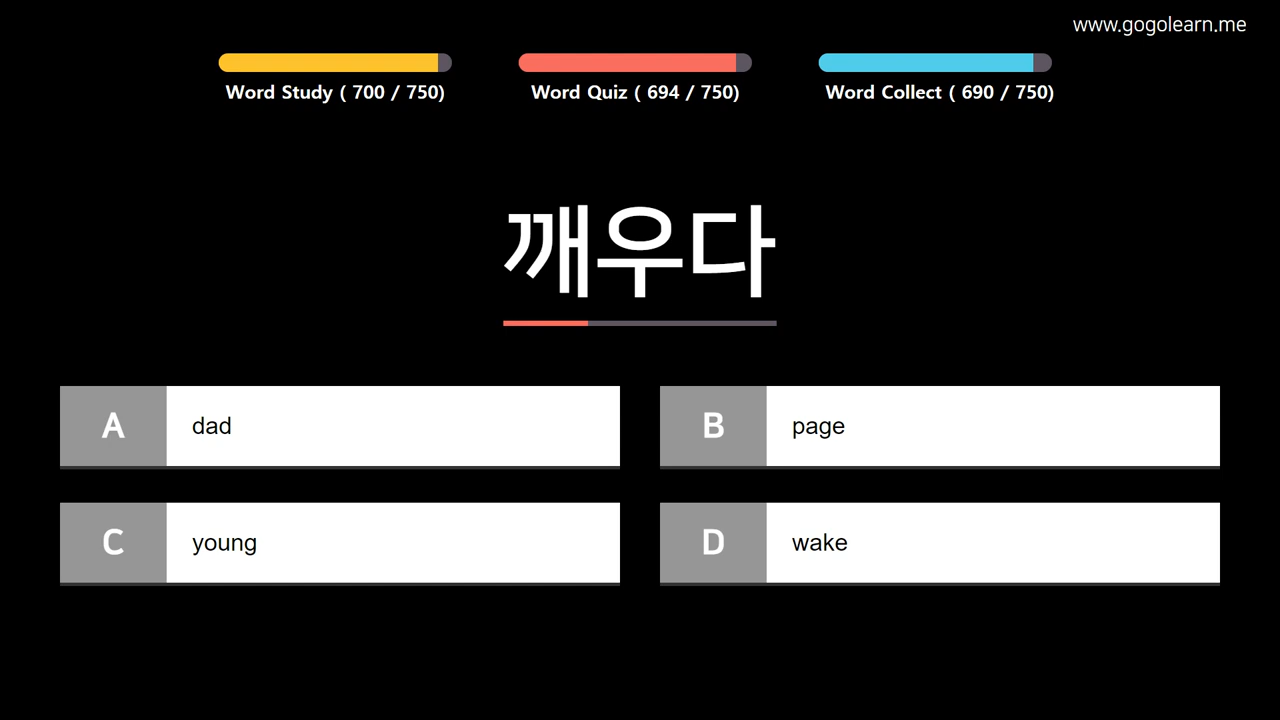 www.gogolearn.me
Word Study ( 700 / 750)
Word Quiz ( 694 / 750)
Word Collect ( 690 / 750)
깨우다
A dad
B page
C young
D wake